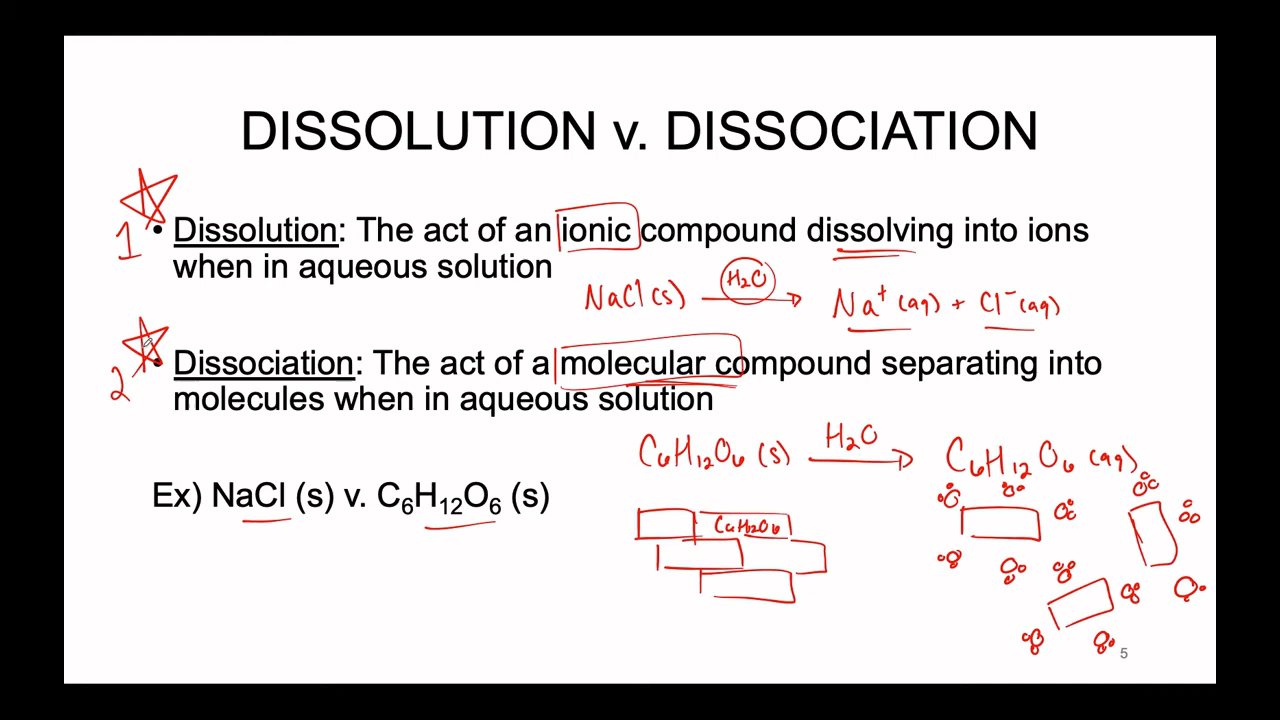 DISSOLUTION v. DISSOCIATION
1 • Dissolution: The act of an ionic compound dissolving into ions
when in aqueous solution
NaCl (s) H2O → Na+ (aq) + Cl- (aq)
2 • Dissociation: The act of a molecular compound separating into
molecules when in aqueous solution
C6H12O6 (s) H2O → C6H12O6 (aq)
Ex) NaCl (s) v. C₆H₁₂O₆ (s)
5